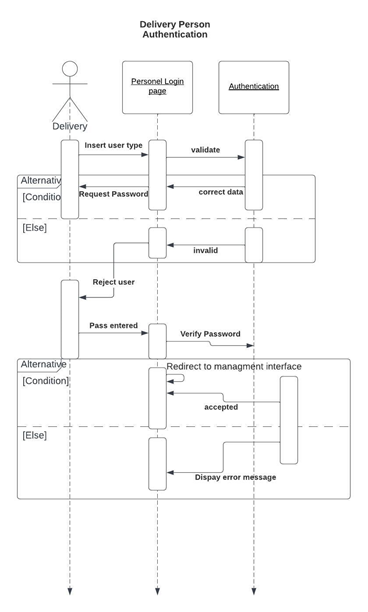 Delivery Person
Authentication
Personel Login
page
Authentication
Delivery
Insert user type
validate
Alternative
Request Password
correct data
[Condition
[Else]
invalid
Reject user
Pass entered
Verify Password
Alternative
Redirect to managment interface
[Condition]
accepted
[Else]
Dispay error message